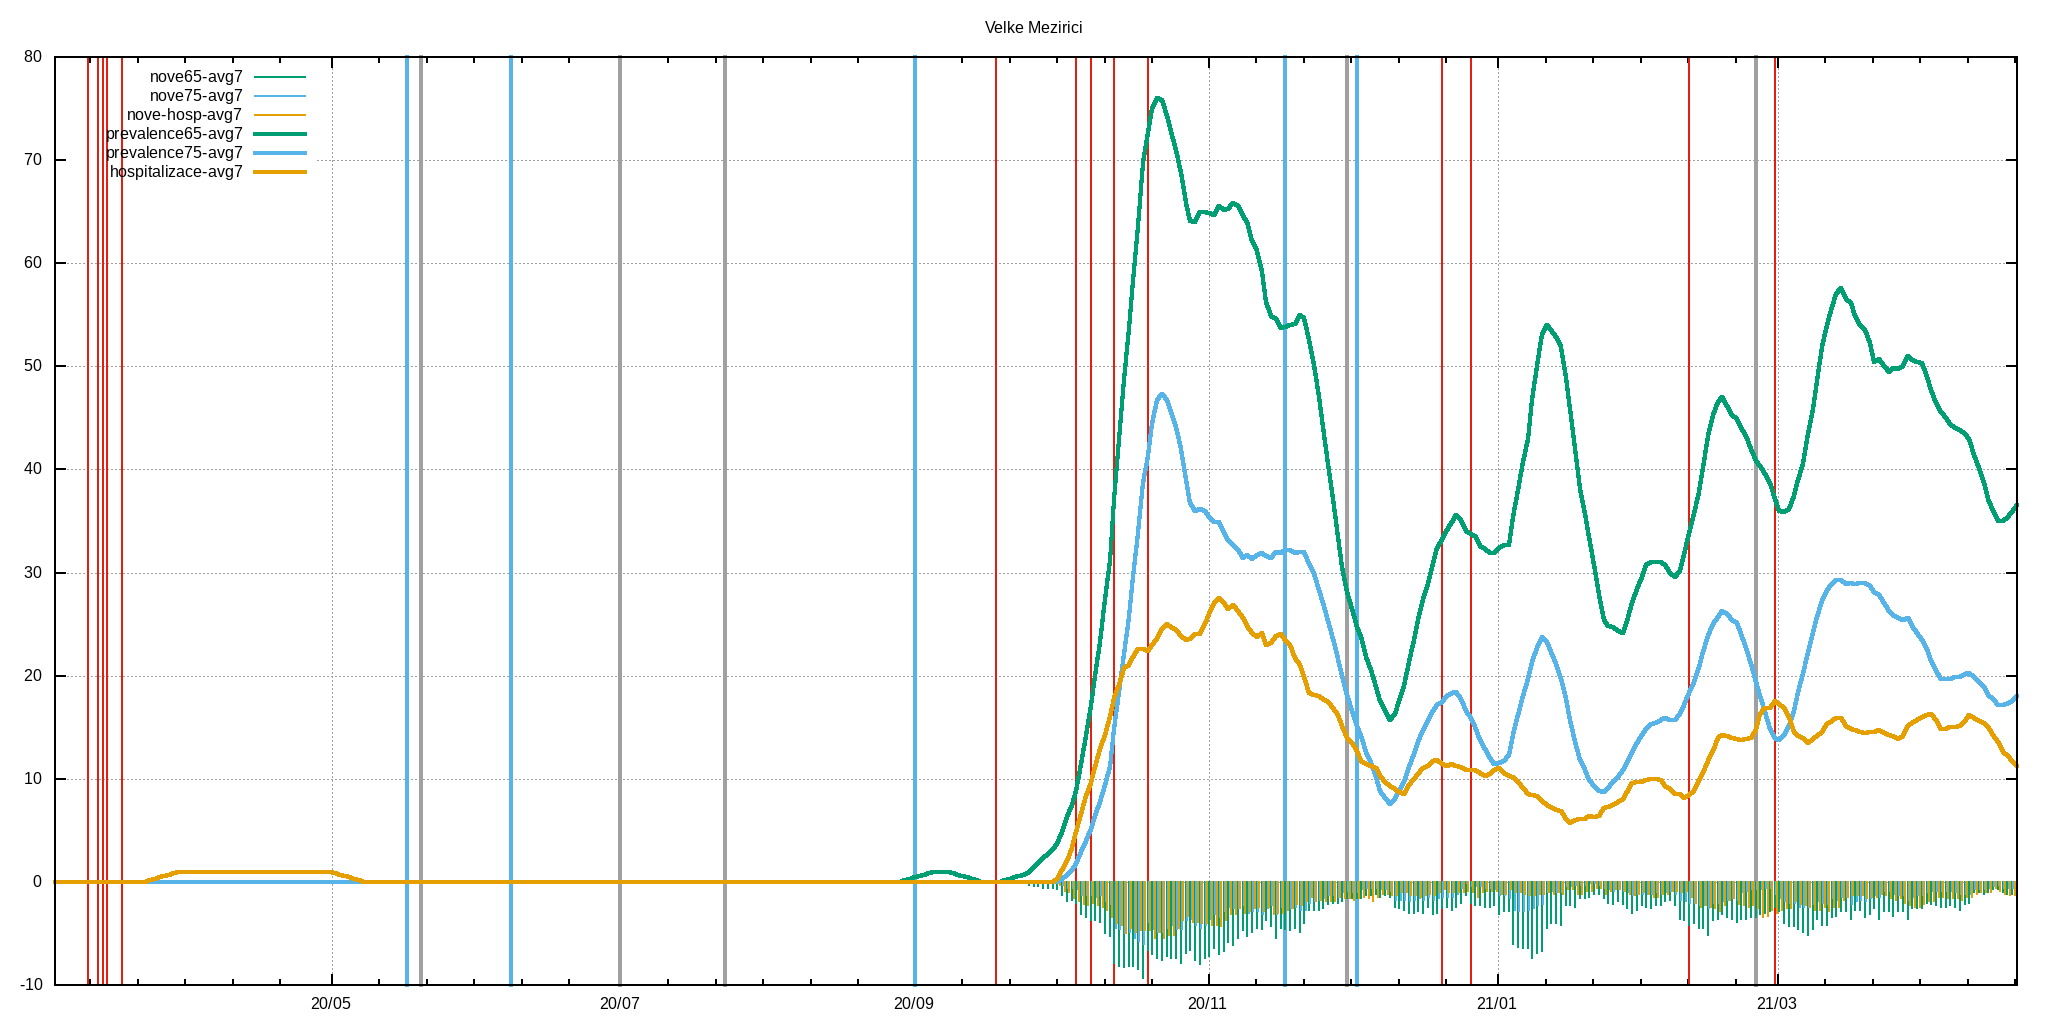 Velke Mezirici
80
nove65-avg7
nove75-avg7
nove-hosp-avg7
prevalence65-avg7
prevalence75-avg7
hospitalizace-avg7
70
60
50
40
30
20
10
0
-10
20/05 20/07 20/09 20/11 21/01 21/03